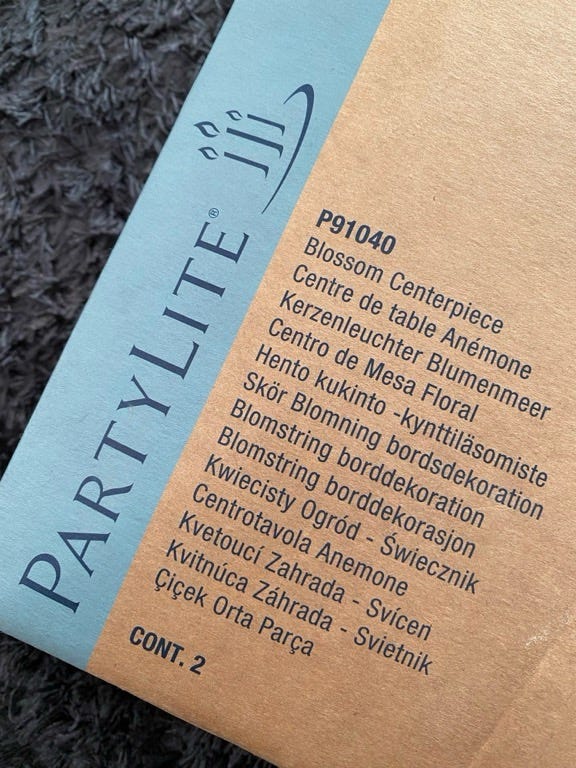 PARTYLITE®
P91040
Blossom Centerpiece
Centre de table Anémone
Kerzenleuchter Blumenmeer
Centro de Mesa Floral
Hento kukinto -kynttiläsomiste
Skör Blomning bordsdekoration
Blomstring borddekoration
Blomstring borddekorasjon
Kwiecisty Ogród - Świecznik
Centrotavola Anemone
Kvetoucí Zahrada - Svícen
Kvitnúca Záhrada - Svietnik
Çiçek Orta Parça
CONT. 2